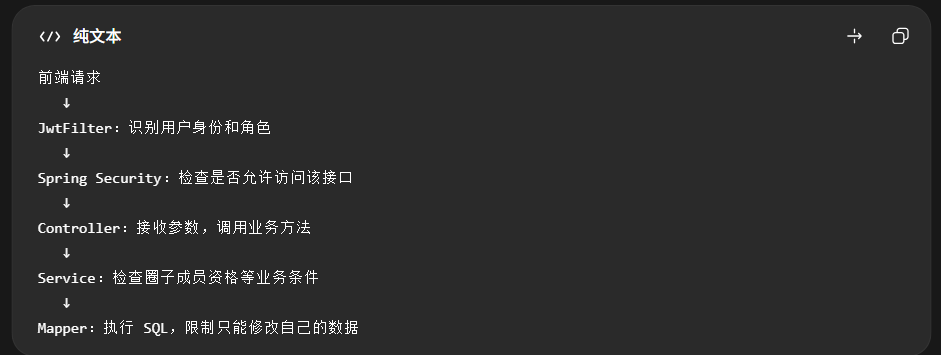 纯文本
前端请求
↓
JwtFilter：识别用户身份和角色
↓
Spring Security：检查是否允许访问该接口
↓
Controller：接收参数，调用业务方法
↓
Service：检查圈子成员资格等业务条件
↓
Mapper：执行 SQL，限制只能修改自己的数据